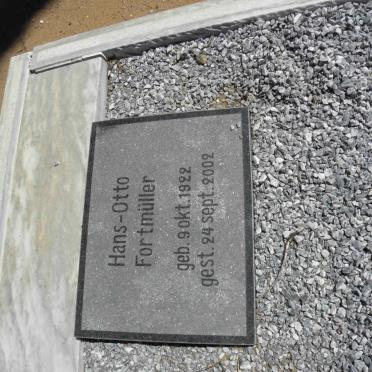 Hans-Otto
Fortmüller
geb. 9 okt. 1922
gest. 24 sept. 2002